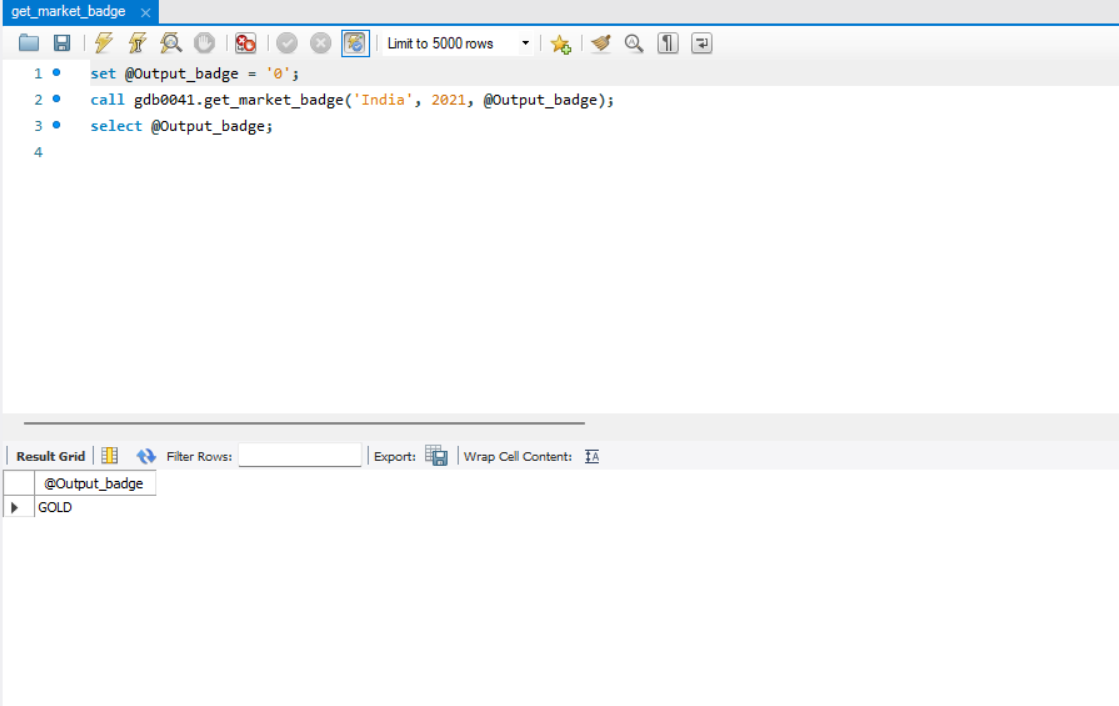 get_market_badge
Limit to 5000 rows
1 set @Output_badge = '0';
2 call gdb0041.get_market_badge('India', 2021, @Output_badge);
3 select @Output_badge;
4
Result Grid Filter Rows: Export: Wrap Cell Content:
@Output_badge
GOLD